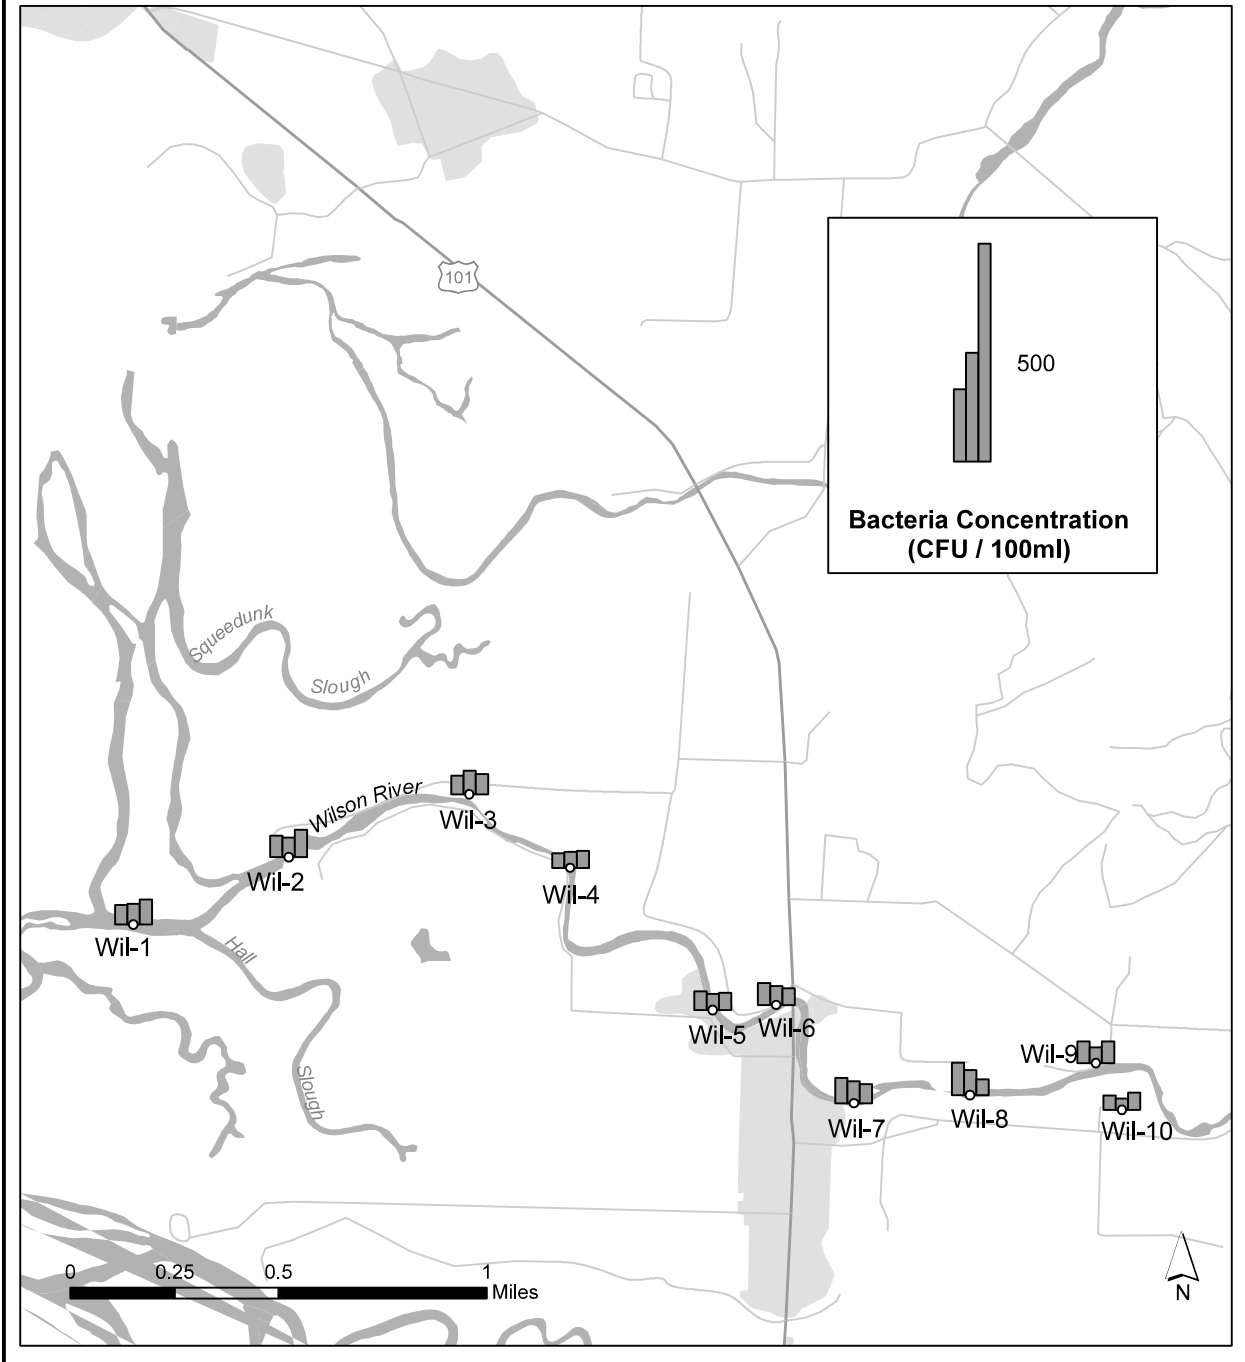 101
500
Bacteria Concentration
(CFU / 100ml)
Squeedunk
Slough
Wilson River
Wil-3
Wil-2
Wil-4
Wil-1
Hall
Slough
Wil-5
Wil-6
Wil-9
Wil-7
Wil-8
Wil-10
0 0.25 0.5 1
Miles
N